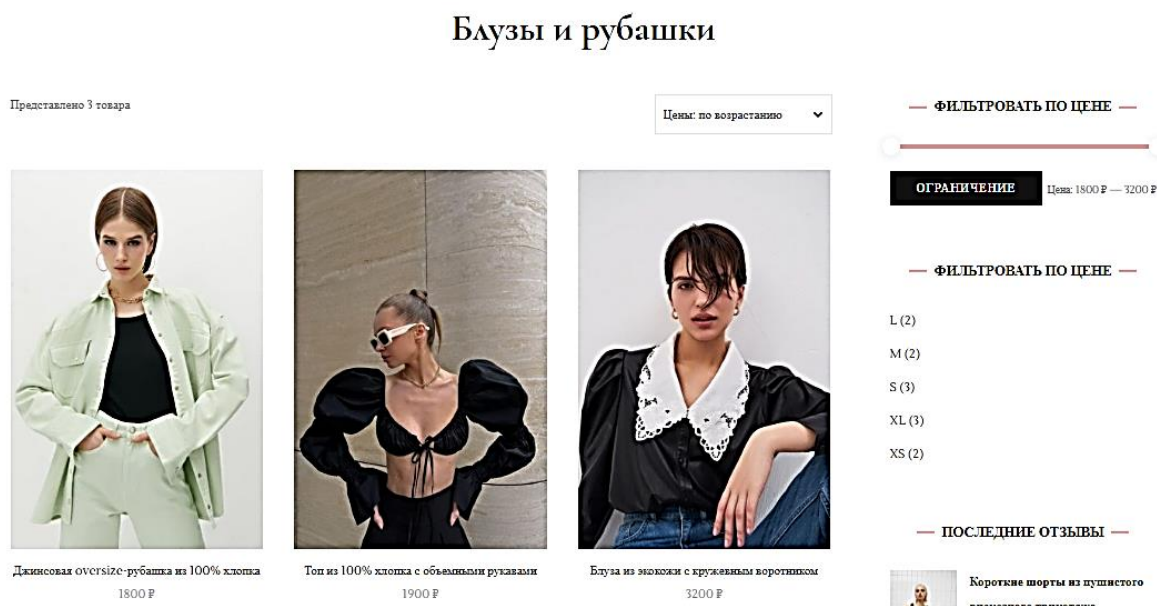 Блузы и рубашки
Представлено 3 товара
Цены: по возрастанию
Джинсовая oversize-рубашка из 100% хлопка
1800 ₽
Топ из 100% хлопка с объемными рукавами
1900 ₽
Блуза из экокожи с кружевным воротником
3200 ₽
ФИЛЬТРОВАТЬ ПО ЦЕНЕ
ОГРАНИЧЕНИЕ Цена: 1800 ₽ — 3200 ₽
ФИЛЬТРОВАТЬ ПО ЦЕНЕ
L (2)
M (2)
S (3)
XL (3)
XS (2)
ПОСЛЕДНИЕ ОТЗЫВЫ
Короткие шорты из пушистого